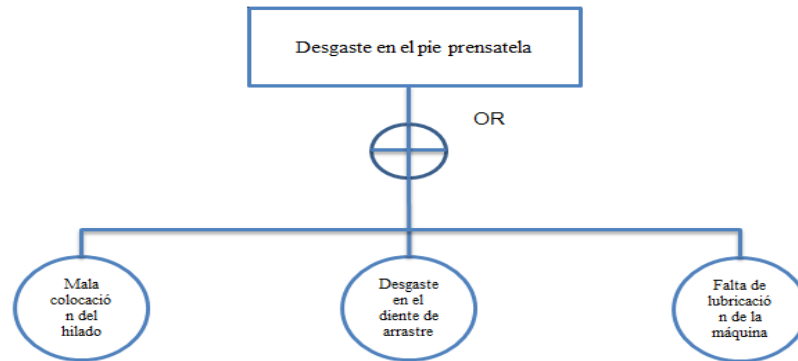 Desgaste en el pie prensatela
OR
Mala
colocació
n del
hilado
Desgaste
en el
diente de
arrastre
Falta de
lubricació
n de la
máquina